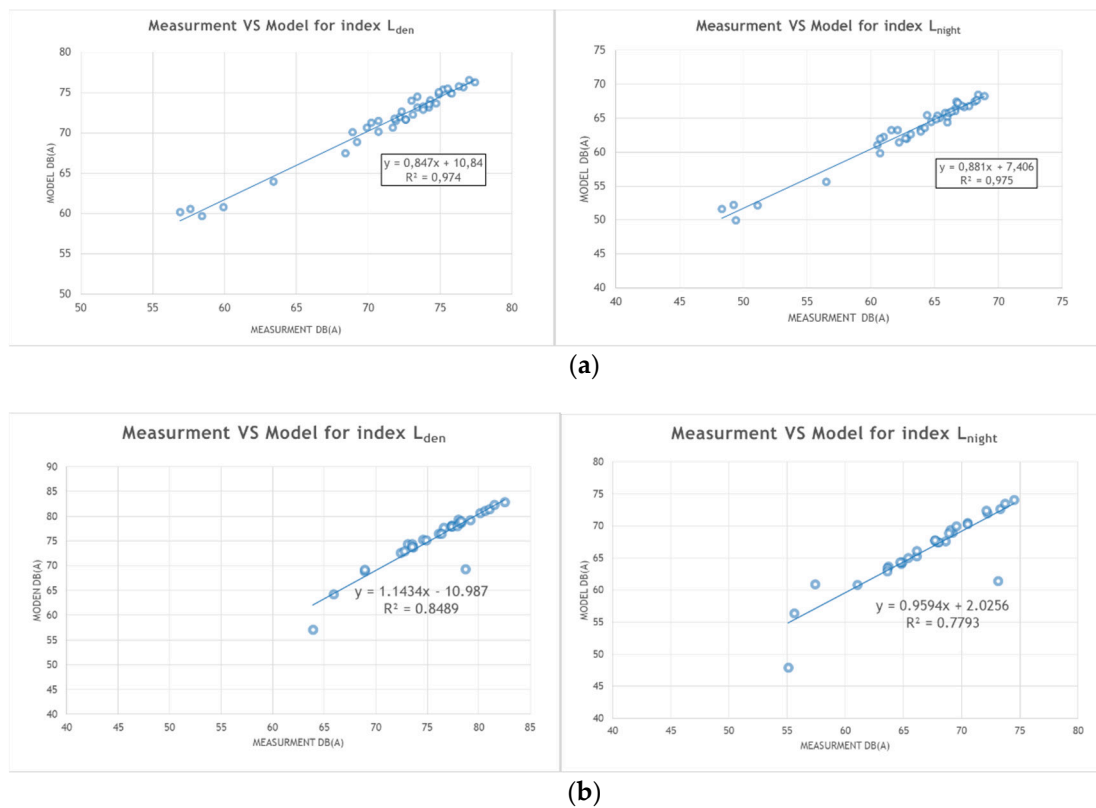 Measurment VS Model for index Lden
80
75
70
65
60
55
50
MODEL DB(A)
y = 0,847x + 10,84
R² = 0,974
50 55 60 65 70 75 80
MEASURMENT DB(A)
Measurment VS Model for index Lnight
75
70
65
60
55
50
45
40
MODEL DB(A)
y = 0,881x + 7,406
R² = 0,975
40 45 50 55 60 65 70 75
MEASURMENT DB(A)
(a)
Measurment VS Model for index Lden
90
85
80
75
70
65
60
55
50
45
40
MODEN DB(A)
y = 1.1434x - 10.987
R² = 0.8489
40 45 50 55 60 65 70 75 80 85
MEASURMENT DB(A)
Measurment VS Model for index Lnight
80
75
70
65
60
55
50
45
40
MODEL DB(A)
y = 0.9594x + 2.0256
R² = 0.7793
40 45 50 55 60 65 70 75 80
MEASURMENT DB(A)
(b)